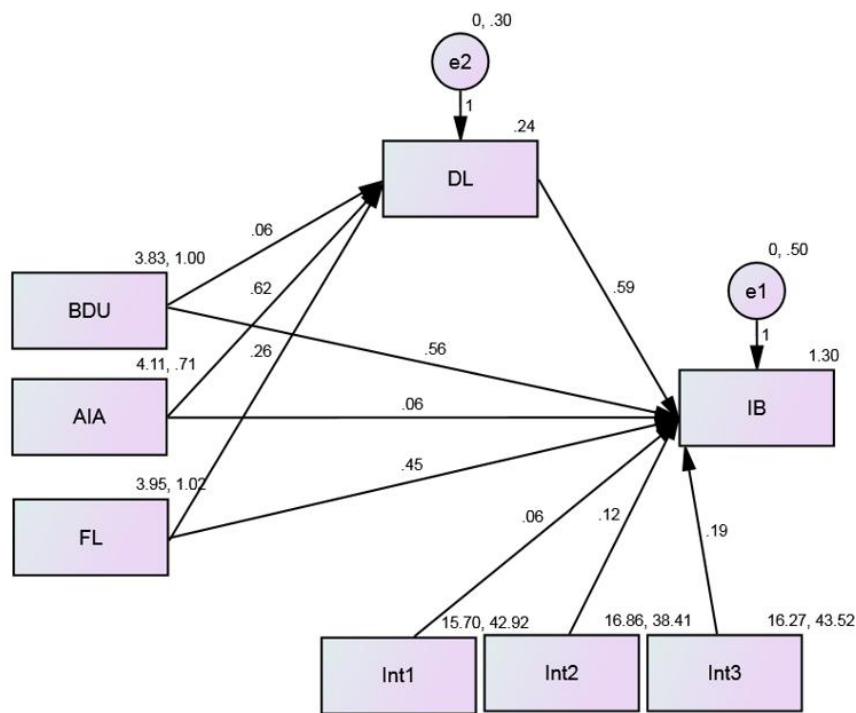 0, .30
e2
1
.24
DL
.06
3.83, 1.00
BDU
.62
.59
0, .50
e1
1
.26
.56
4.11, .71
AIA
.06
1.30
IB
3.95, 1.02
FL
.45
.06
.12
.19
15.70, 42.92
16.86, 38.41
16.27, 43.52
Int1
Int2
Int3